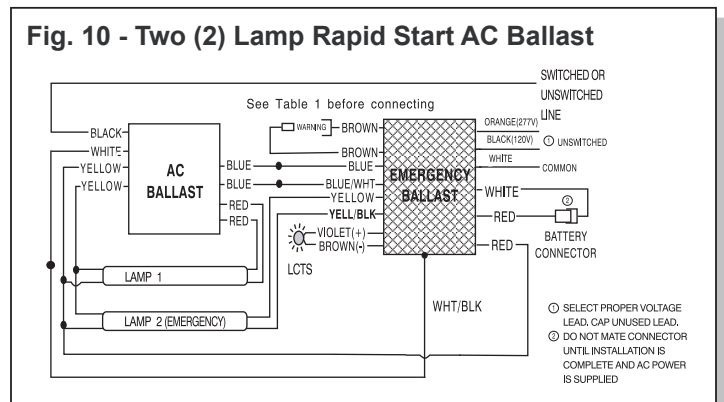 Fig. 10 - Two (2) Lamp Rapid Start AC Ballast
SWITCHED OR
UNSWITCHED
LINE
See Table 1 before connecting
BLACK
WHITE
YELLOW
YELLOW
AC
BALLAST
BLUE
BLUE
RED
RED
WARNING
BROWN
BROWN
BLUE
BLUE/WHT
YELLOW
YELL/BLK
VIOLET(+)
BROWN(-)
LCTS
EMERGENCY
BALLAST
ORANGE(277V)
BLACK(120V)
① UNSWITCHED
WHITE
COMMON
WHITE
RED
②
BATTERY
CONNECTOR
RED
LAMP 1
LAMP 2 (EMERGENCY)
WHT/BLK
① SELECT PROPER VOLTAGE
LEAD. CAP UNUSED LEAD.
② DO NOT MATE CONNECTOR
UNTIL INSTALLATION IS
COMPLETE AND AC POWER
IS SUPPLIED